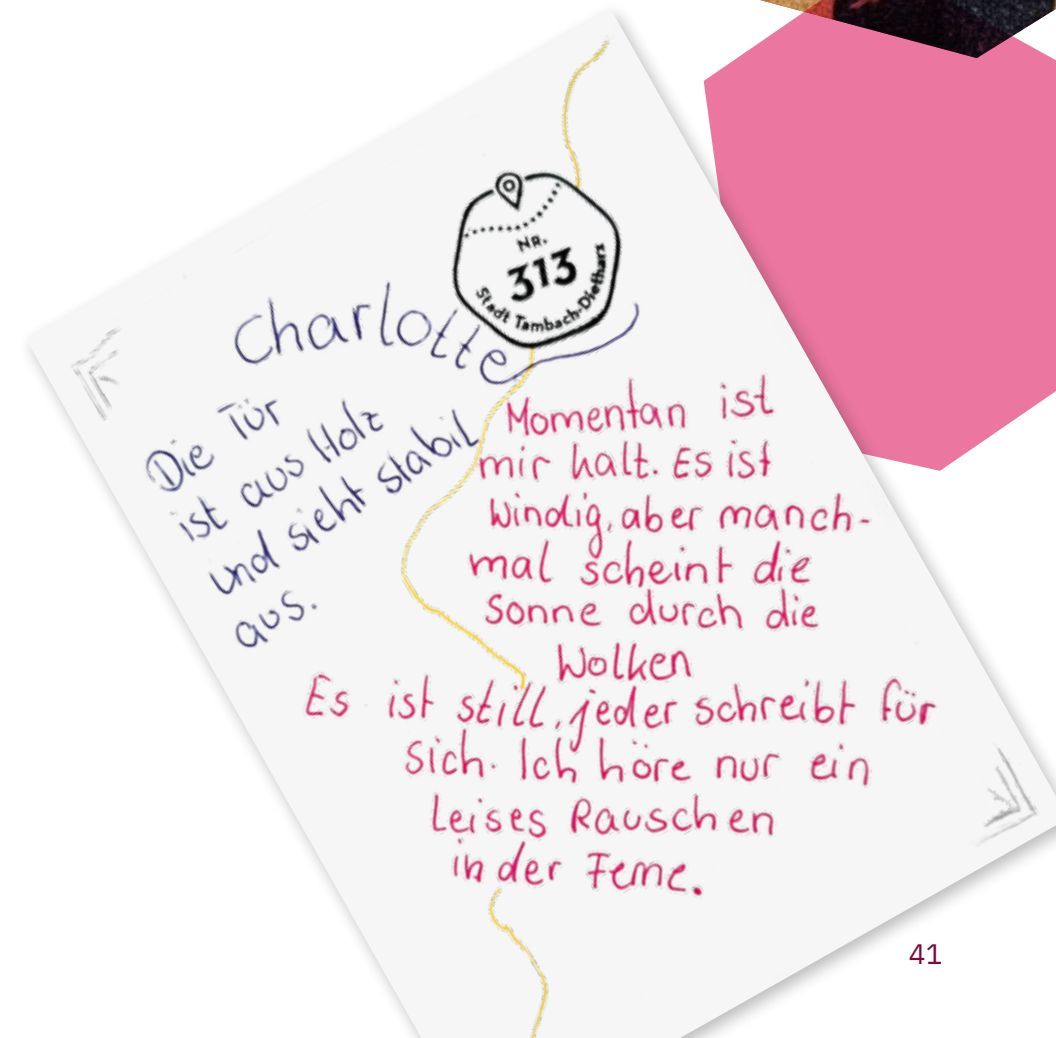 NR.
313
Stadt Tambach-Dietharz
Charlotte
Die Tür
ist aus Holz
und sieht stabil
aus.
Momentan ist
mir halt. Es ist
windig, aber manch-
mal scheint die
Sonne durch die
Wolken
Es ist still, jeder schreibt für
sich. Ich höre nur ein
leises Rauschen
in der Ferne.
41